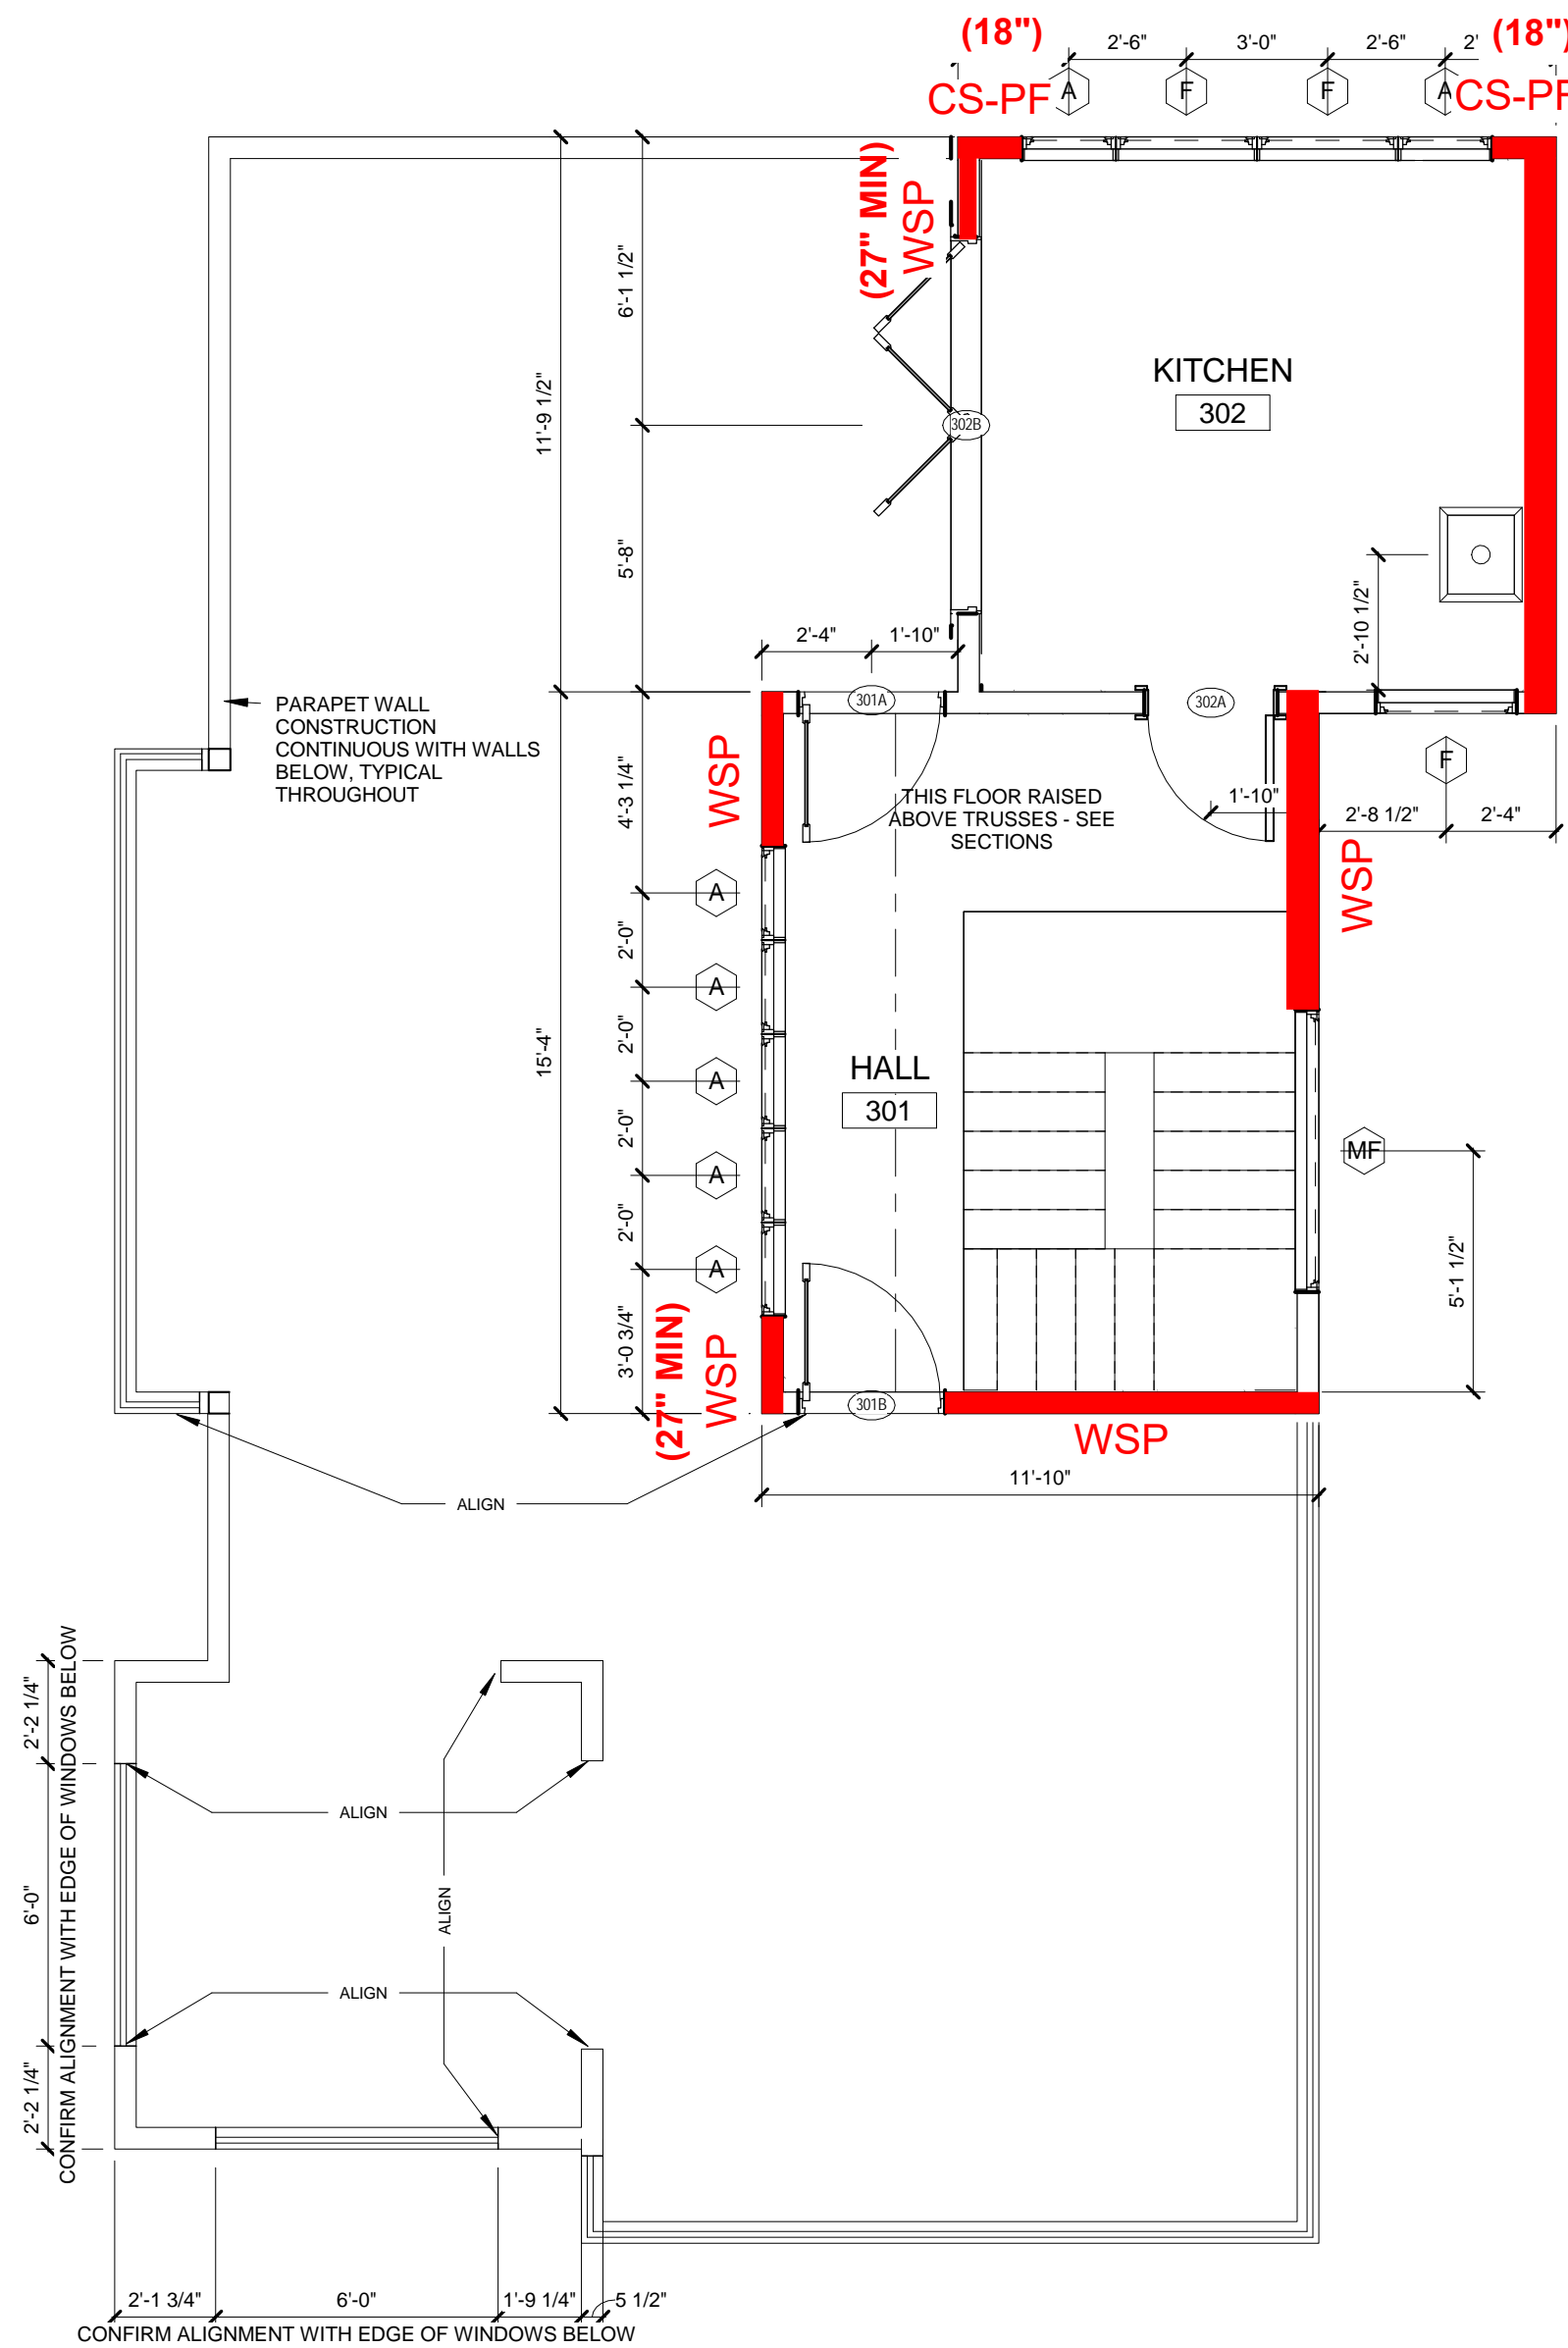 (18")
2'-6"
3'-0"
2'-6"
2'
(18")
CS-PF
A
F
F
A
CS-PF
(27" MIN)
WSP
6'-1 1/2"
11'-9 1/2"
KITCHEN
302
302B
5'-8"
2'-10 1/2"
2'-4"
1'-10"
301A
302A
PARAPET WALL
CONSTRUCTION
CONTINUOUS WITH WALLS
BELOW, TYPICAL
THROUGHOUT
WSP
F
4'-3 1/4"
THIS FLOOR RAISED
ABOVE TRUSSES - SEE
SECTIONS
1'-10"
2'-8 1/2"
2'-4"
WSP
A
2'-0"
A
2'-0"
15'-4"
HALL
301
A
2'-0"
MF
A
2'-0"
A
5'-1 1/2"
3'-0 3/4"
(27" MIN)
WSP
301B
WSP
11'-10"
ALIGN
2'-2 1/4"
CONFIRM ALIGNMENT WITH EDGE OF WINDOWS BELOW
ALIGN
6'-0"
ALIGN
ALIGN
2'-2 1/4"
2'-1 3/4"
6'-0"
1'-9 1/4"
5 1/2"
CONFIRM ALIGNMENT WITH EDGE OF WINDOWS BELOW